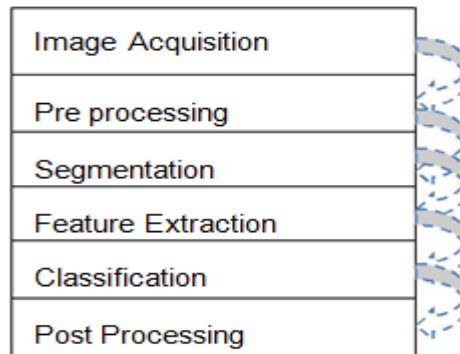 Image Acquisition
Pre processing
Segmentation
Feature Extraction
Classification
Post Processing